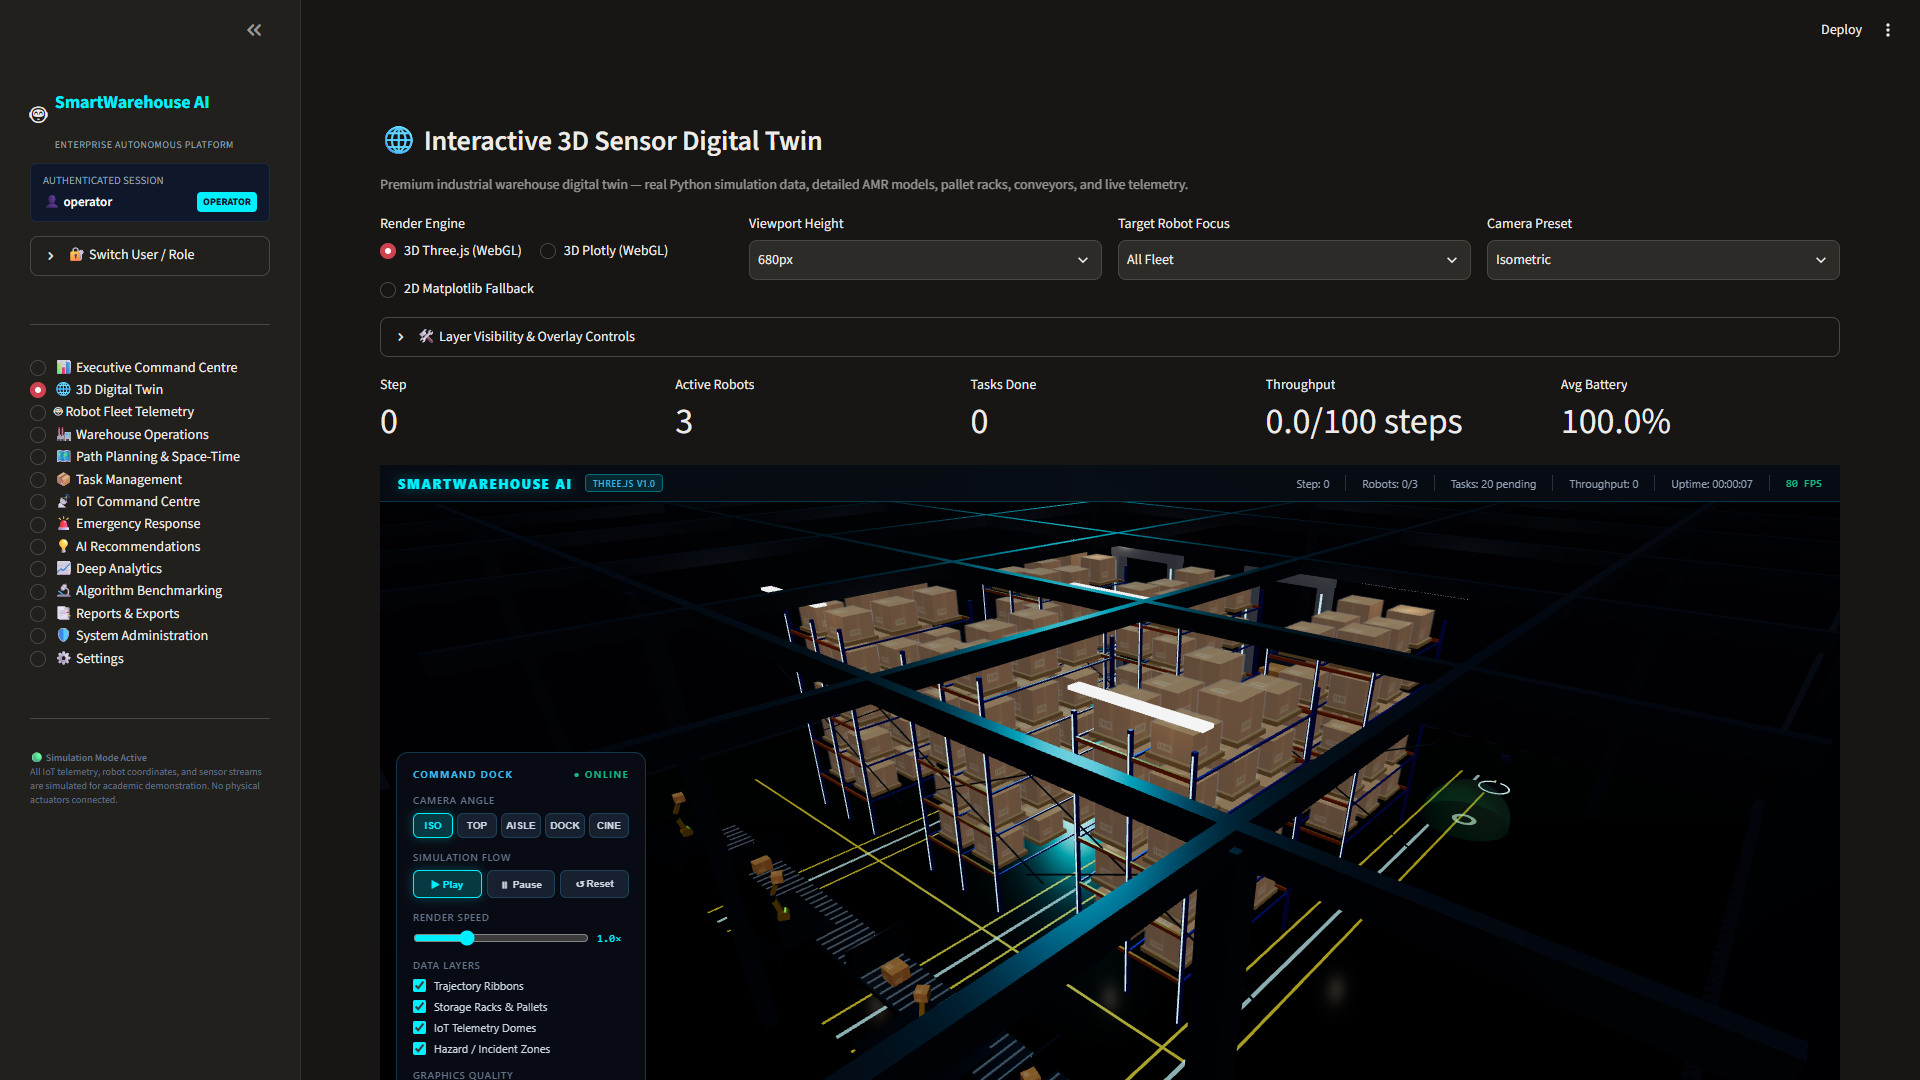 Deploy
SmartWarehouse AI
ENTERPRISE AUTONOMOUS PLATFORM
AUTHENTICATED SESSION
operator
OPERATOR
Switch User / Role
Executive Command Centre
3D Digital Twin
Robot Fleet Telemetry
Warehouse Operations
Path Planning & Space-Time
Task Management
IoT Command Centre
Emergency Response
AI Recommendations
Deep Analytics
Algorithm Benchmarking
Reports & Exports
System Administration
Settings
Simulation Mode Active
All IoT telemetry, robot coordinates, and sensor streams
are simulated for academic demonstration. No physical
actuators connected.
Interactive 3D Sensor Digital Twin
Premium industrial warehouse digital twin — real Python simulation data, detailed AMR models, pallet racks, conveyors, and live telemetry.
Render Engine
3D Three.js (WebGL)
3D Plotly (WebGL)
2D Matplotlib Fallback
Viewport Height
680px
Target Robot Focus
All Fleet
Camera Preset
Isometric
Layer Visibility & Overlay Controls
Step
0
Active Robots
3
Tasks Done
0
Throughput
0.0/100 steps
Avg Battery
100.0%
SMARTWAREHOUSE AI
THREE.JS V1.0
Step: 0
Robots: 0/3
Tasks: 20 pending
Throughput: 0
Uptime: 00:00:07
80 FPS
COMMAND DOCK
● ONLINE
CAMERA ANGLE
ISO
TOP
AISLE
DOCK
CINE
SIMULATION FLOW
▶ Play
⏸ Pause
↺ Reset
RENDER SPEED
1.0x
DATA LAYERS
Trajectory Ribbons
Storage Racks & Pallets
IoT Telemetry Domes
Hazard / Incident Zones
GRAPHICS QUALITY